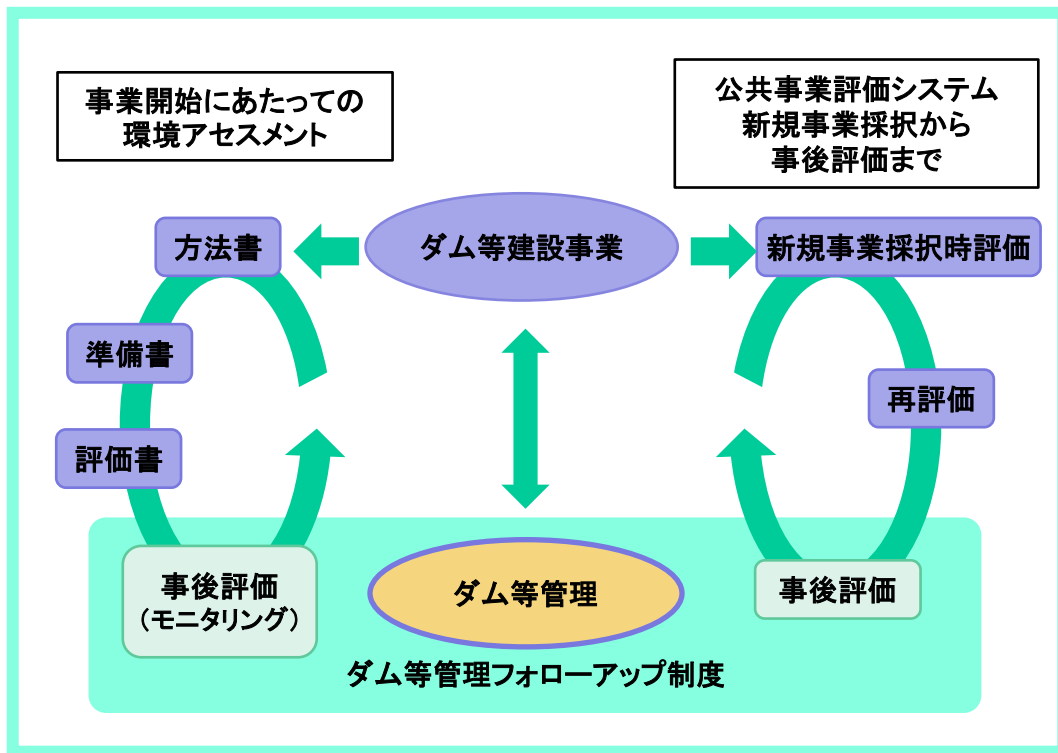 事業開始にあたっての
環境アセスメント
公共事業評価システム
新規事業採択から
事後評価まで
方法書
ダム等建設事業
新規事業採択時評価
準備書
再評価
評価書
事後評価
（モニタリング）
ダム等管理
事後評価
ダム等管理フォローアップ制度